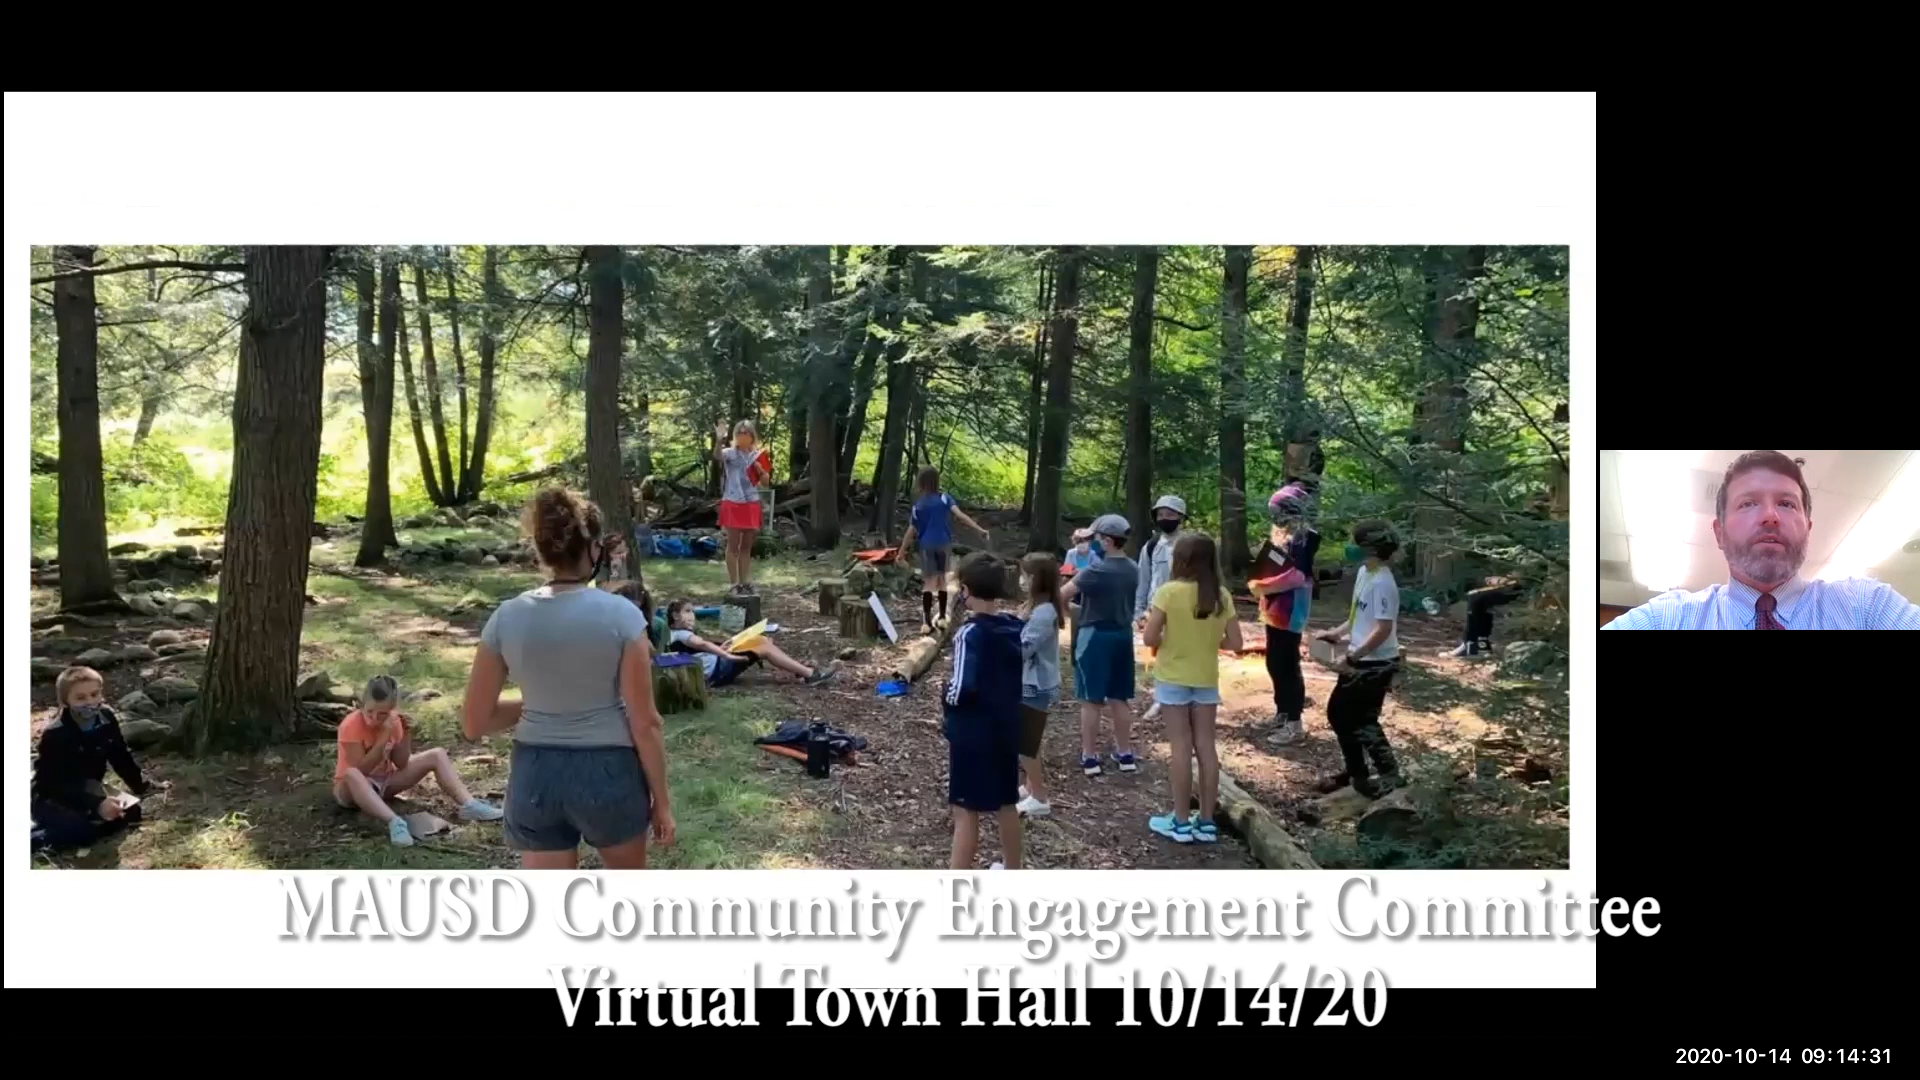 MAUSD Community Engagement Committee
Virtual Town Hall 10/14/20
2020-10-14 09:14:31